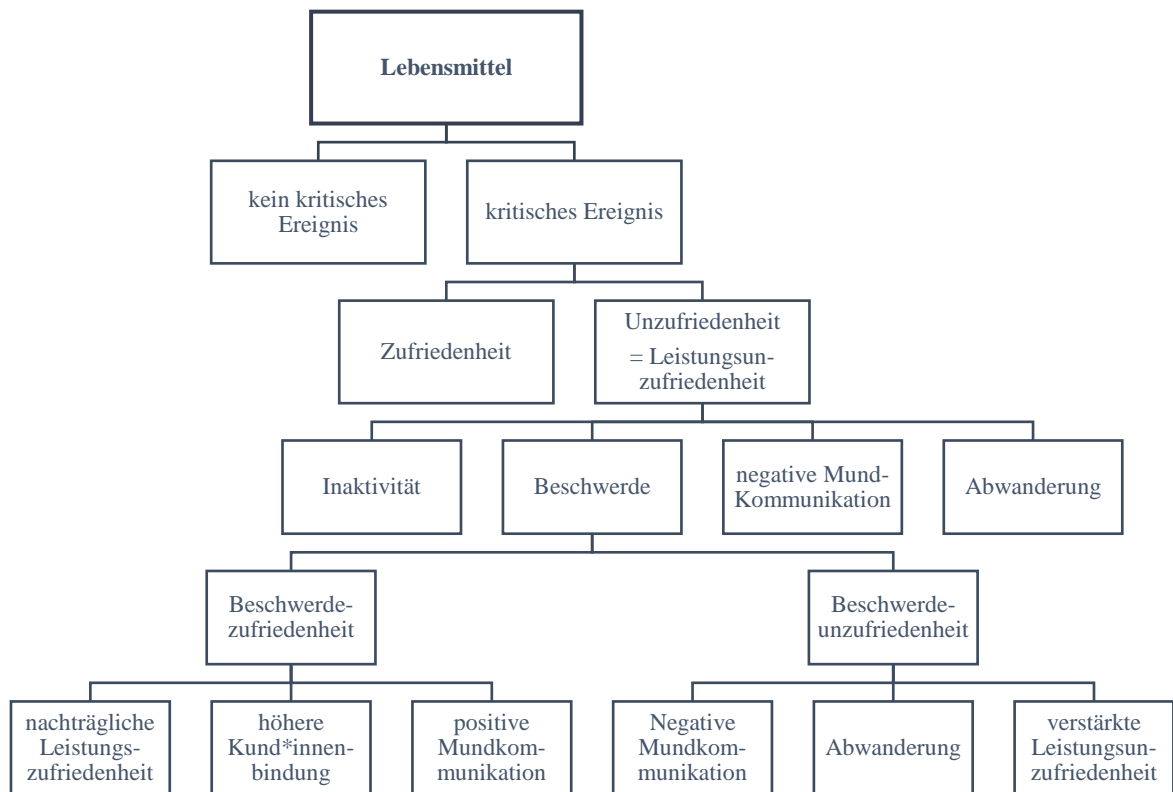 Lebensmittel
kein kritisches
Ereignis
kritisches Ereignis
Zufriedenheit
Unzufriedenheit
= Leistungsun-
zufriedenheit
Inaktivität
Beschwerde
negative Mund-
Kommunikation
Abwanderung
Beschwerde-
zufriedenheit
Beschwerde-
unzufriedenheit
nachträgliche
Leistungs-
zufriedenheit
höhere
Kund*innen-
bindung
positive
Mundkom-
munikation
Negative
Mundkom-
munikation
Abwanderung
verstärkte
Leistungsun-
zufriedenheit